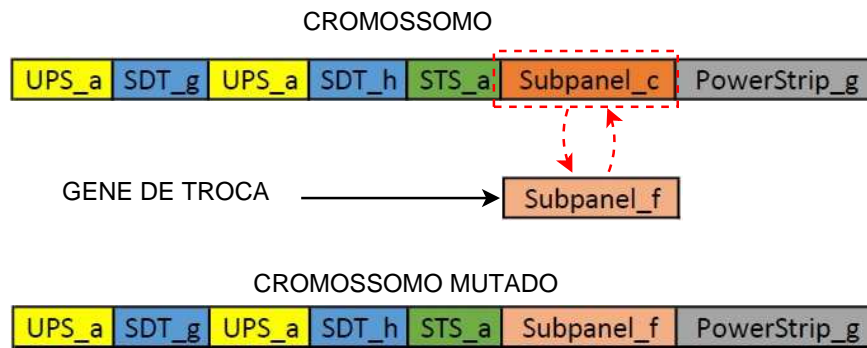 CROMOSSOMO
UPS_a SDT_g UPS_a SDT_h STS_a Subpanel_c PowerStrip_g
GENE DE TROCA Subpanel_f
CROMOSSOMO MUTADO
UPS_a SDT_g UPS_a SDT_h STS_a Subpanel_f PowerStrip_g